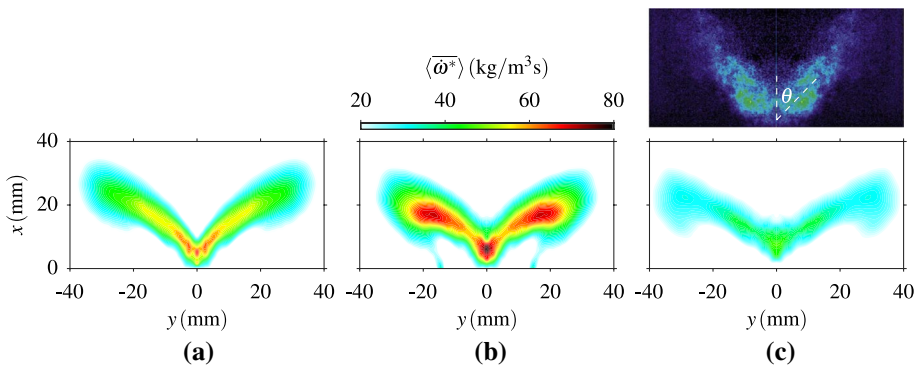 ⟨ω̇*⟩ (kg/m³s)
20 40 60 80
θ
40
20
0
x (mm)
-40 -20 0 20 40
-40 -20 0 20 40
-40 -20 0 20 40
y (mm) y (mm) y (mm)
(a) (b) (c)